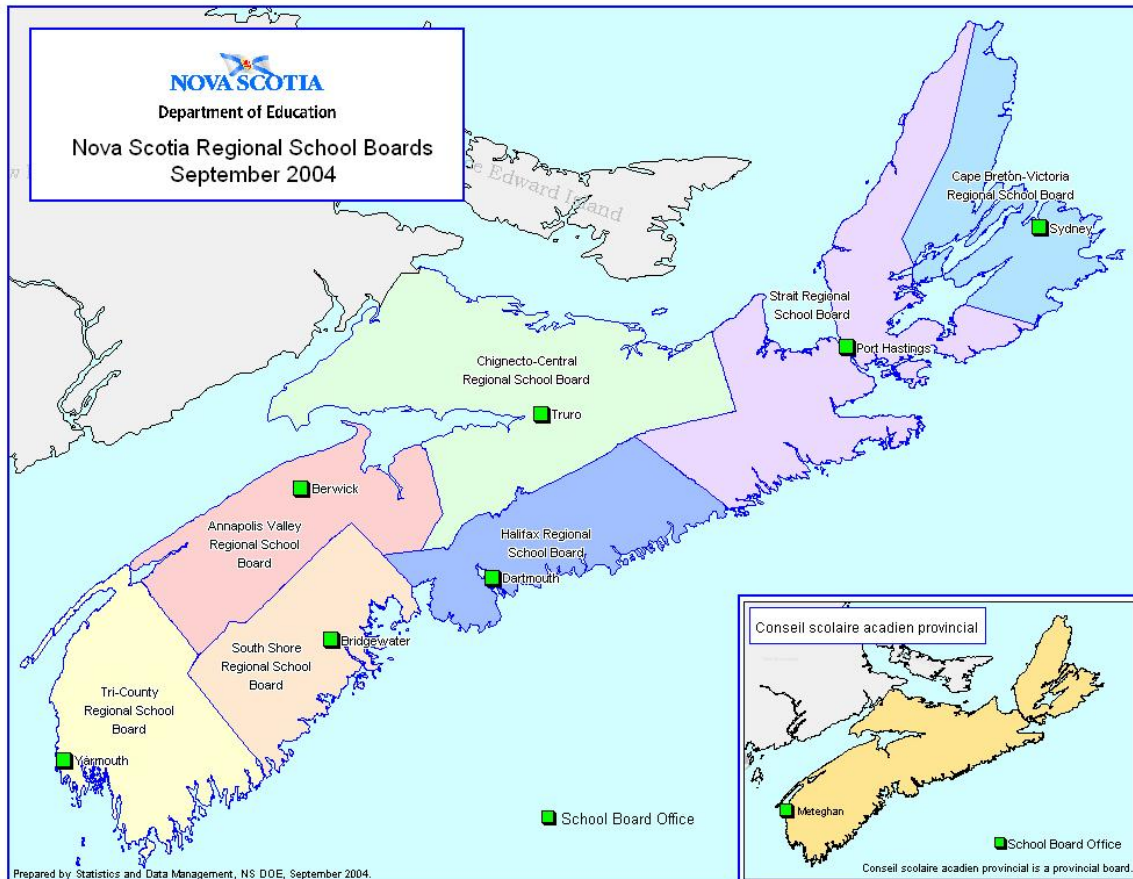 NOVA SCOTIA
Department of Education
Nova Scotia Regional School Boards
September 2004
Edward Island
Cape Breton-Victoria
Regional School Board
Sydney
Strait Regional
School Board
Port Hastings
Chignecto-Central
Regional School Board
Truro
Berwick
Annapolis Valley
Regional School
Board
Halifax Regional
School Board
Dartmouth
Bridgewater
South Shore
Regional School
Board
Tri-County
Regional School
Board
Yarmouth
School Board Office
Prepared by Statistics and Data Management, NS DOE, September 2004.
Conseil scolaire acadien provincial
Meteghan
School Board Office
Conseil scolaire acadien provincial is a provincial board.